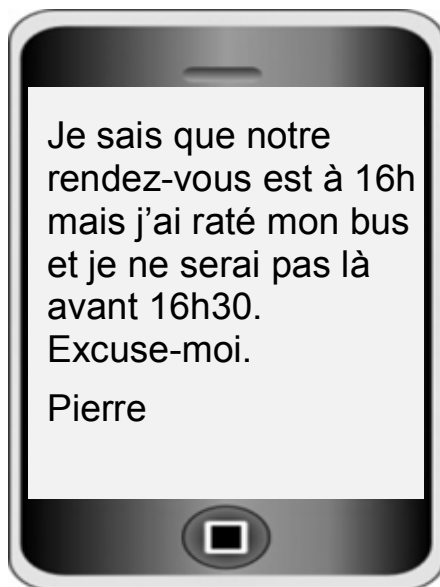 Je sais que notre
rendez-vous est à 16h
mais j’ai raté mon bus
et je ne serai pas là
avant 16h30.
Excuse-moi.
Pierre